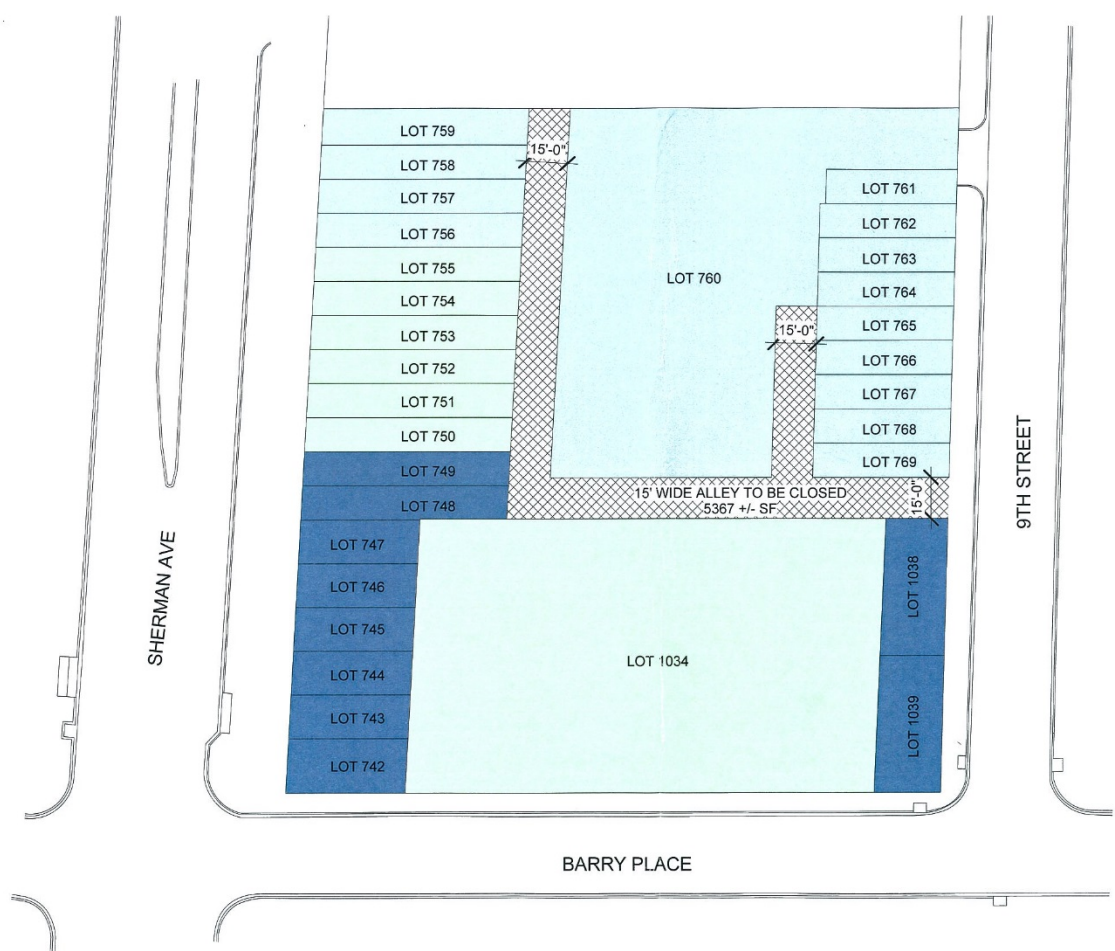 LOT 759
15'-0"
LOT 758
LOT 757
LOT 761
LOT 756
LOT 762
LOT 755
LOT 763
LOT 760
LOT 754
LOT 764
LOT 753
15'-0"
LOT 765
LOT 752
LOT 766
LOT 751
LOT 767
LOT 750
LOT 768
LOT 749
LOT 769
15' WIDE ALLEY TO BE CLOSED
5367 +/- SF
15'-0"
LOT 748
9TH STREET
LOT 747
LOT 1038
LOT 746
SHERMAN AVE
LOT 745
LOT 1034
LOT 744
LOT 743
LOT 1039
LOT 742
BARRY PLACE